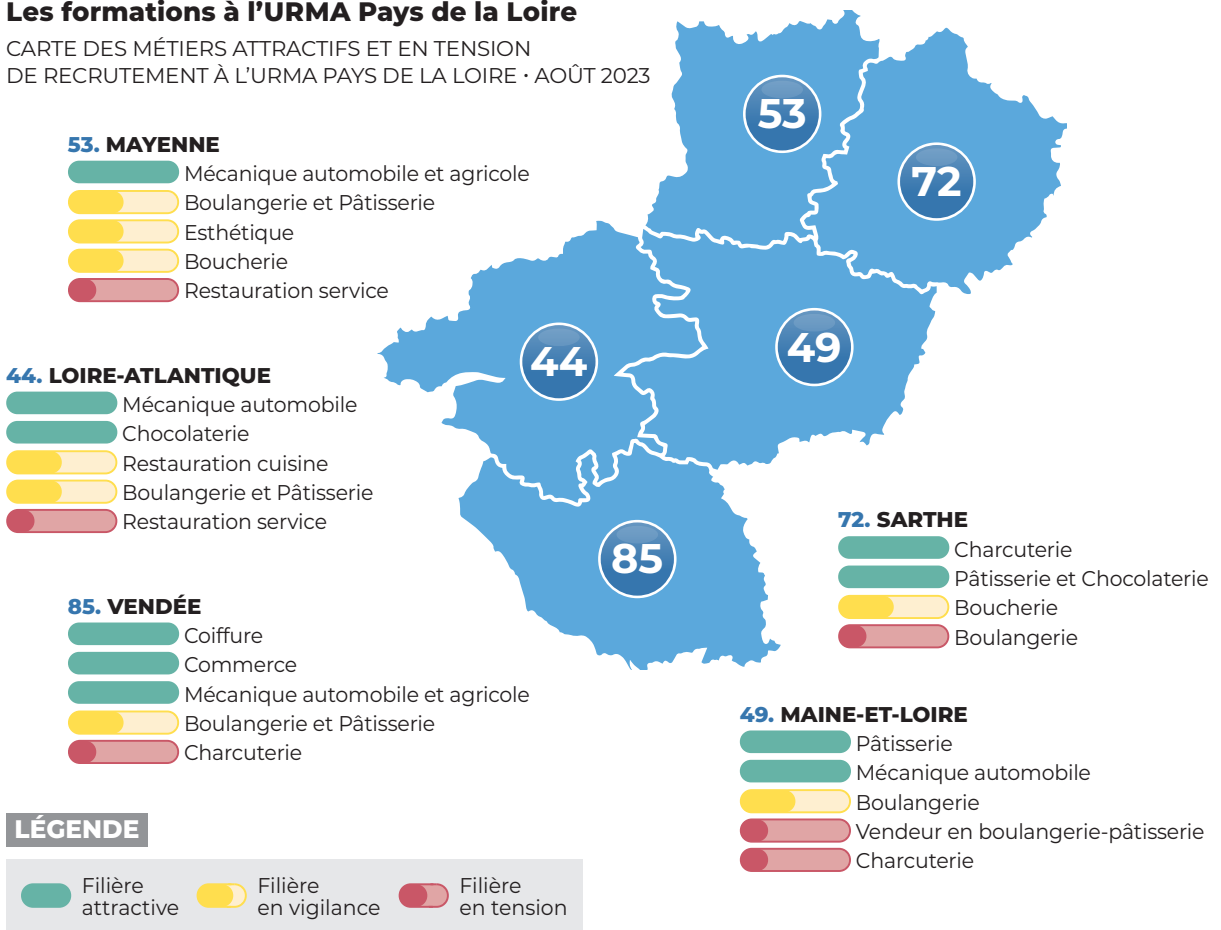 Les formations à l'URMA Pays de la Loire
CARTE DES MÉTIERS ATTRACTIFS ET EN TENSION
DE RECRUTEMENT À L'URMA PAYS DE LA LOIRE • AOÛT 2023
53. MAYENNE
Mécanique automobile et agricole
Boulangerie et Pâtisserie
Esthétique
Boucherie
Restauration service
44. LOIRE-ATLANTIQUE
Mécanique automobile
Chocolaterie
Restauration cuisine
Boulangerie et Pâtisserie
Restauration service
85. VENDÉE
Coiffure
Commerce
Mécanique automobile et agricole
Boulangerie et Pâtisserie
Charcuterie
53
72
44
49
85
72. SARTHE
Charcuterie
Pâtisserie et Chocolaterie
Boucherie
Boulangerie
49. MAINE-ET-LOIRE
Pâtisserie
Mécanique automobile
Boulangerie
Vendeur en boulangerie-pâtisserie
Charcuterie
LÉGENDE
Filière
attractive
Filière
en vigilance
Filière
en tension